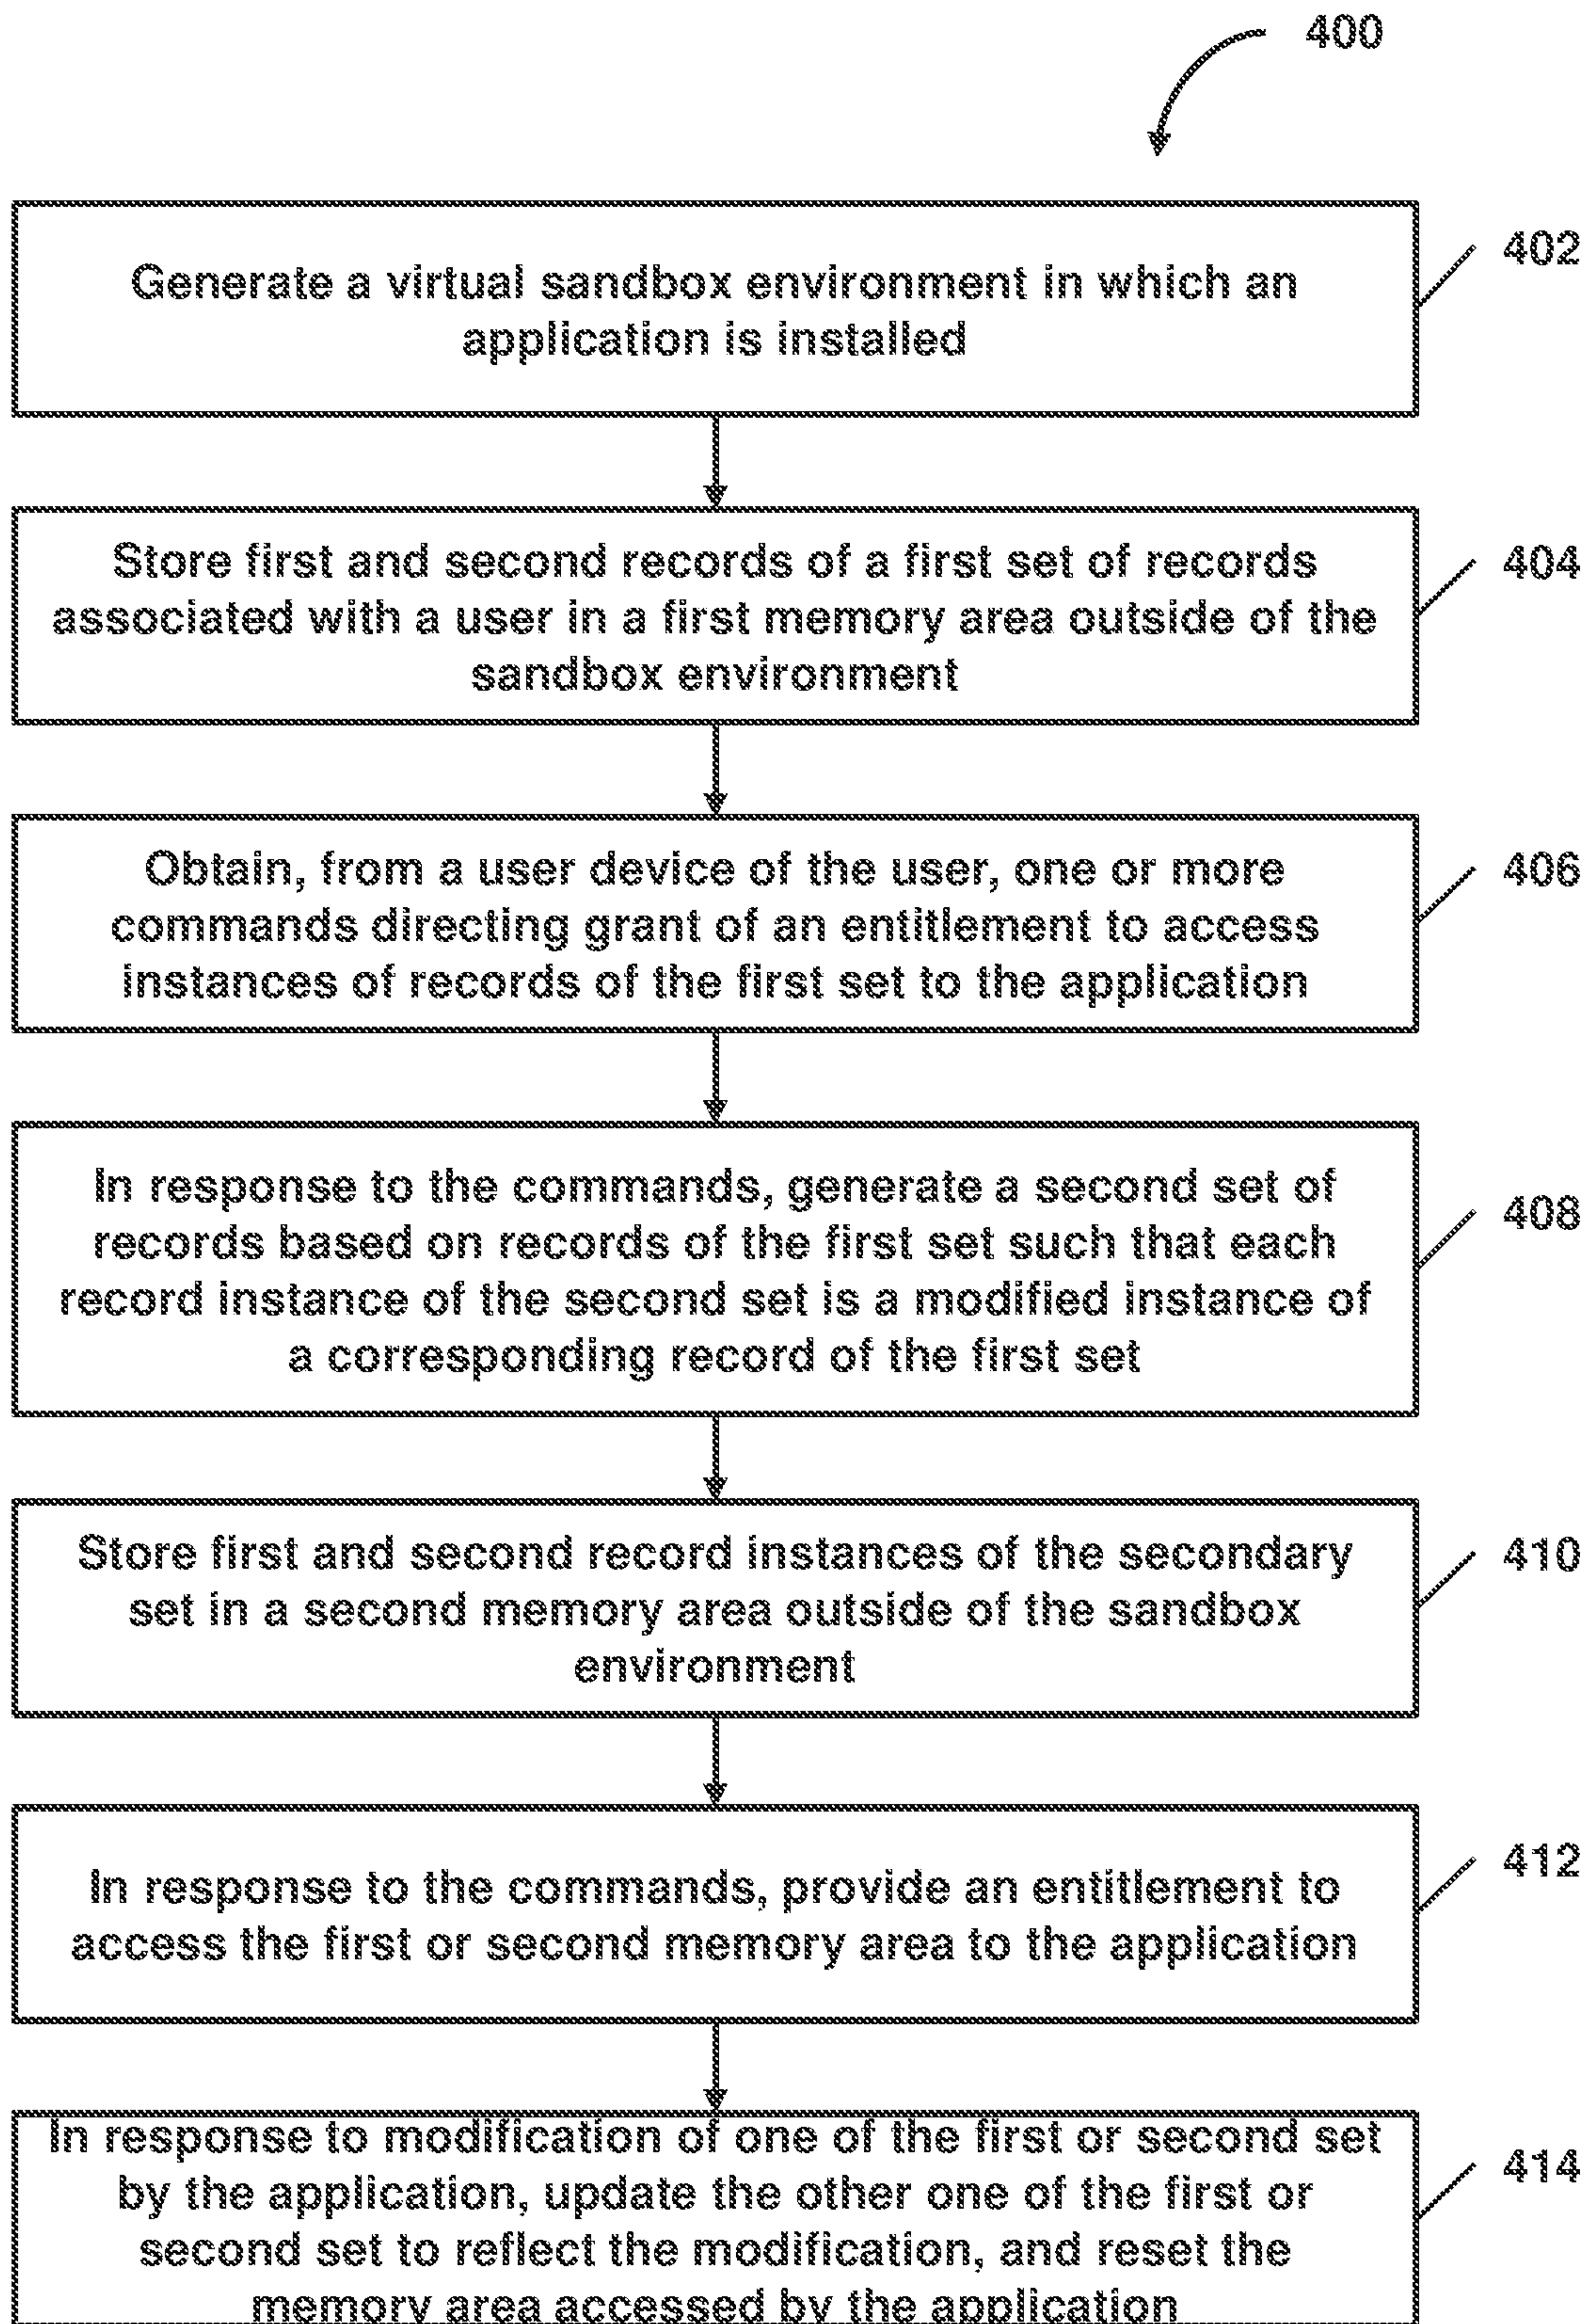 400
Generate a virtual sandbox environment in which an
application is installed
402
Store first and second records of a first set of records
associated with a user in a first memory area outside of the
sandbox environment
404
Obtain, from a user device of the user, one or more
commands directing grant of an entitlement to access
instances of records of the first set to the application
406
In response to the commands, generate a second set of
records based on records of the first set such that each
record instance of the second set is a modified instance of
a corresponding record of the first set
408
Store first and second record instances of the secondary
set in a second memory area outside of the sandbox
environment
410
In response to the commands, provide an entitlement to
access the first or second memory area to the application
412
In response to modification of one of the first or second set
by the application, update the other one of the first or
second set to reflect the modification, and reset the
memory area accessed by the application
414